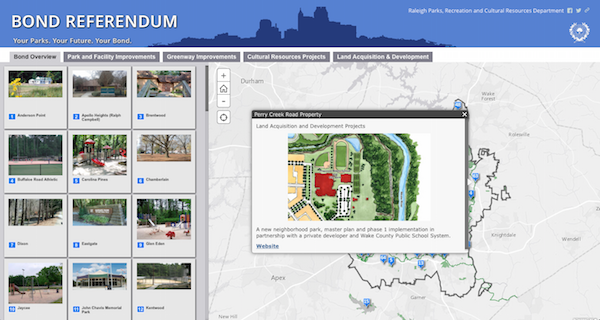 BOND REFERENDUM
Your Parks. Your Future. Your Bond.
Raleigh Parks, Recreation and Cultural Resources Department
Bond Overview
Park and Facility Improvements
Greenway Improvements
Cultural Resources Projects
Land Acquisition & Development
1 Anderson Point
2 Apollo Heights (Ralph
Campbell)
3 Brentwood
4 Buffaloe Road Athletic
5 Carolina Pines
6 Chamberlain
7 Dixon
8 Eastgate
9 Glen Eden
10 Jaycee
11 John Chavis Memorial
Park
12 Kentwood
Durham
Wake
Forest
Rolesville
Perry Creek Road Property
Land Acquisition and Development Projects
A new neighborhood park, master plan and phase 1 implementation in
partnership with a private developer and Wake County Public School System.
Website
Knightdale
Wendell
Apex
Garner
New Hill